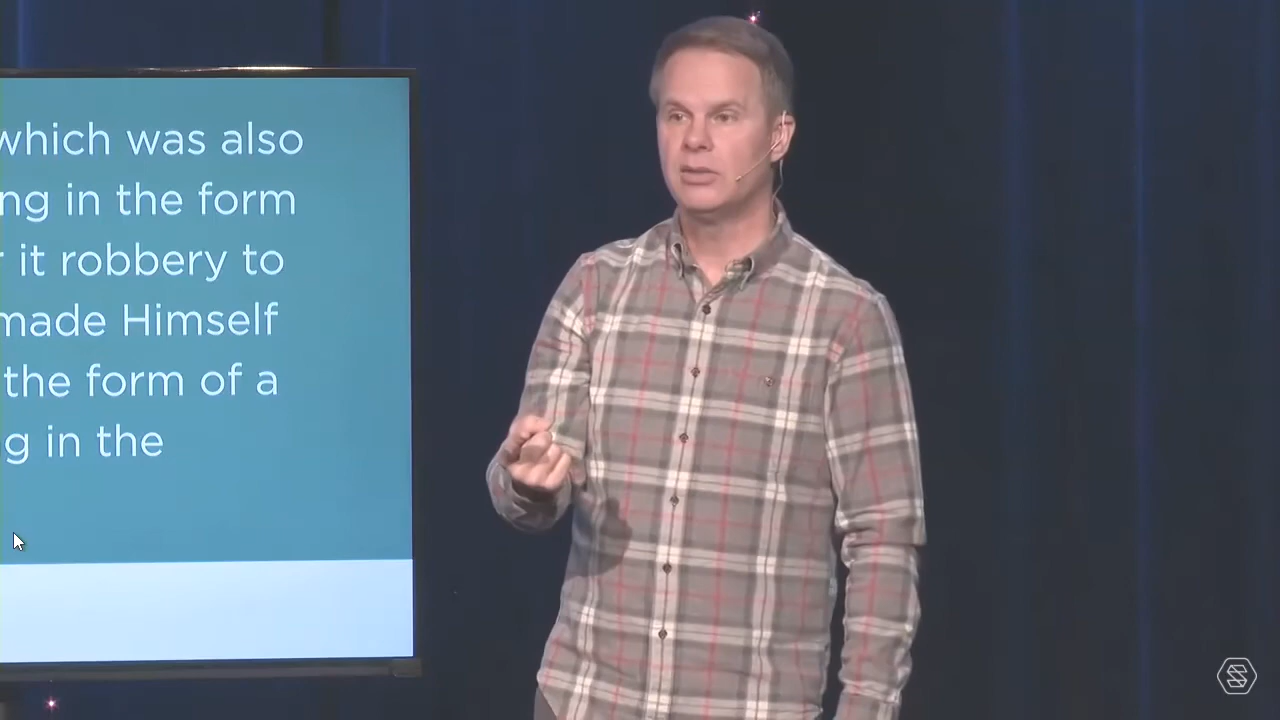 which was also
ng in the form
it robbery to
made Himself
the form of a
g in the